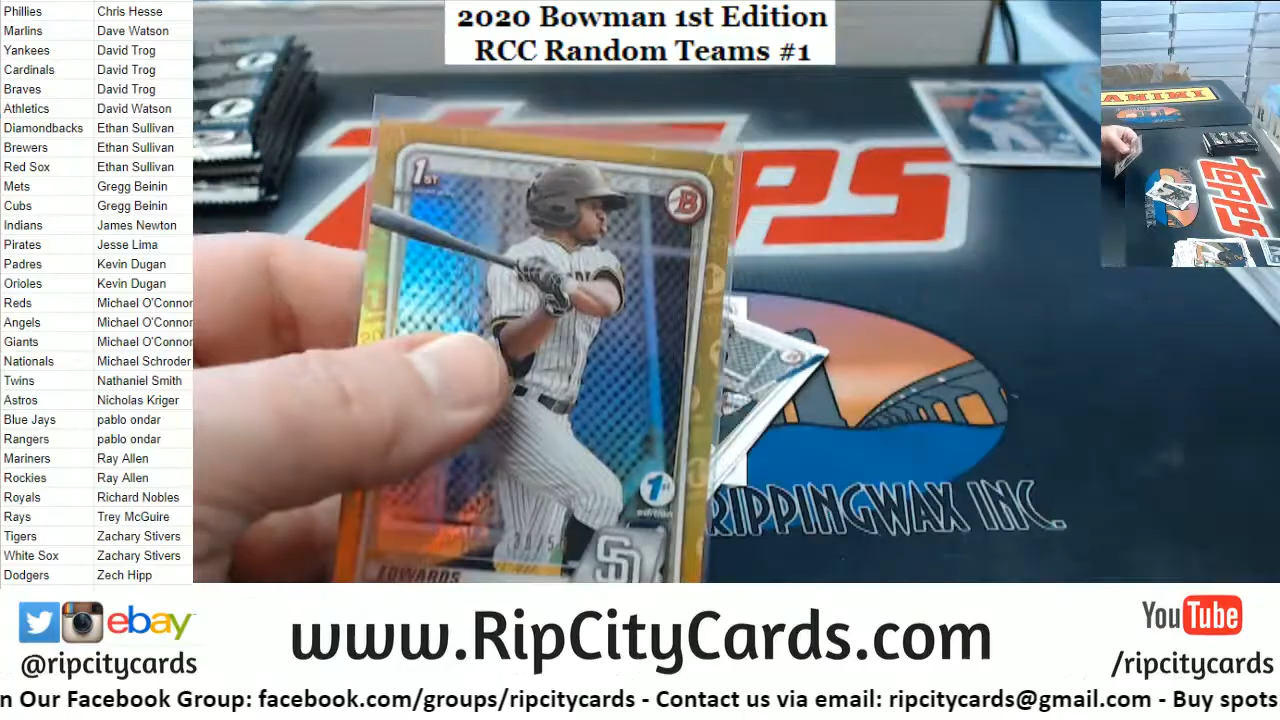 2020 Bowman 1st Edition
RCC Random Teams #1
Phillies Chris Hesse
Marlins Dave Watson
Yankees David Trog
Cardinals David Trog
Braves David Trog
Athletics David Watson
Diamondbacks Ethan Sullivan
Brewers Ethan Sullivan
Red Sox Ethan Sullivan
Mets Gregg Beinin
Cubs Gregg Beinin
Indians James Newton
Pirates Jesse Lima
Padres Kevin Dugan
Orioles Kevin Dugan
Reds Michael O'Connor
Angels Michael O'Connor
Giants Michael O'Connor
Nationals Michael Schroder
Twins Nathaniel Smith
Astros Nicholas Kriger
Blue Jays pablo ondar
Rangers pablo ondar
Mariners Ray Allen
Rockies Ray Allen
Royals Richard Nobles
Rays Trey McGuire
Tigers Zachary Stivers
White Sox Zachary Stivers
Dodgers Zech Hipp
1ST
B
1st
edition
SD
EDWARDS
PS
RIPPINGWAX INC.
ANIMI
TOPPS
ebay
@ripcitycards
www.RipCityCards.com
YouTube
/ripcitycards
n Our Facebook Group: facebook.com/groups/ripcitycards - Contact us via email: ripcitycards@gmail.com - Buy spots